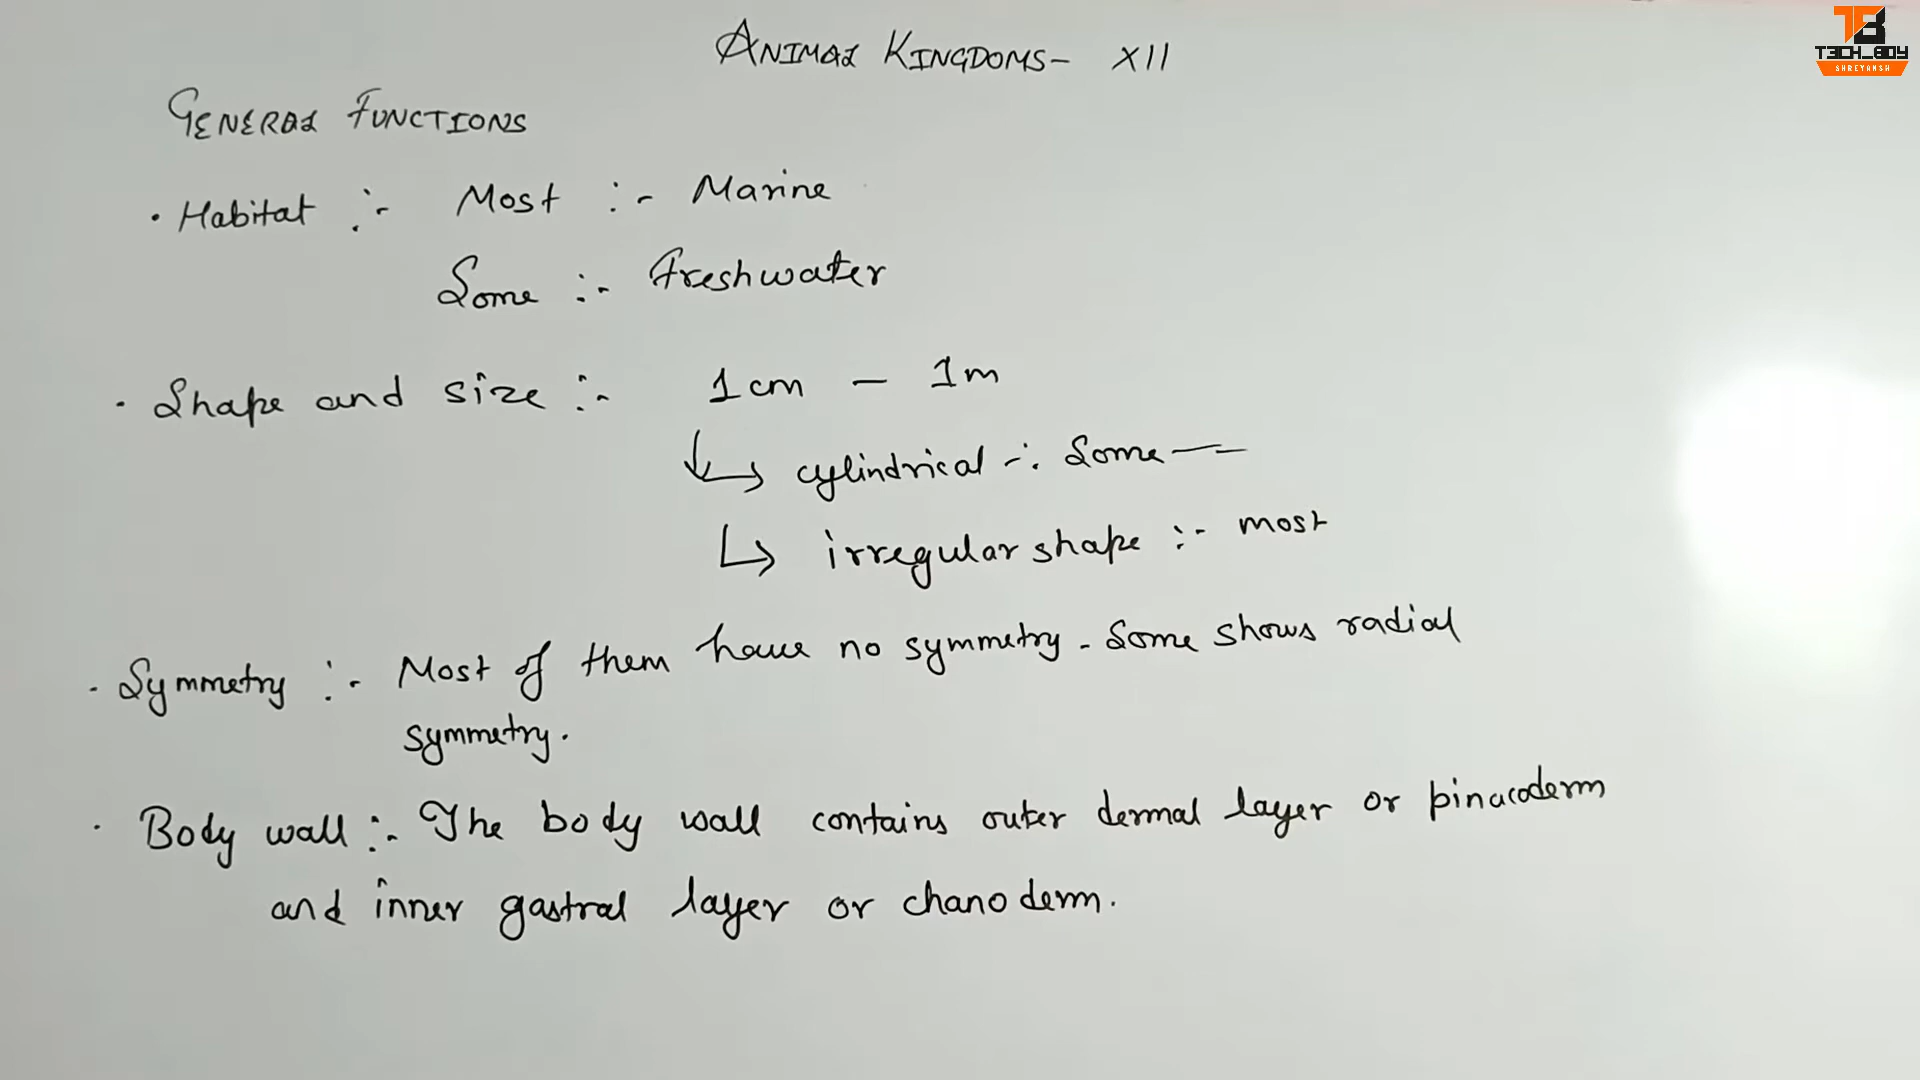 ANIMAL KINGDOMS- XII
TECH_BOY
SHREYANSH
GENERAL FUNCTIONS
• Habitat :- Most :- Marine
Some :- Freshwater
• Shape and size :- 1cm - 1m
↳ cylindrical -: Some
↳ irregular shape :- most
• Symmetry :- Most of them have no symmetry. Some shows radial
symmetry.
• Body wall :- The body wall contains outer dermal layer or pinacoderm
and inner gastral layer or chanoderm.